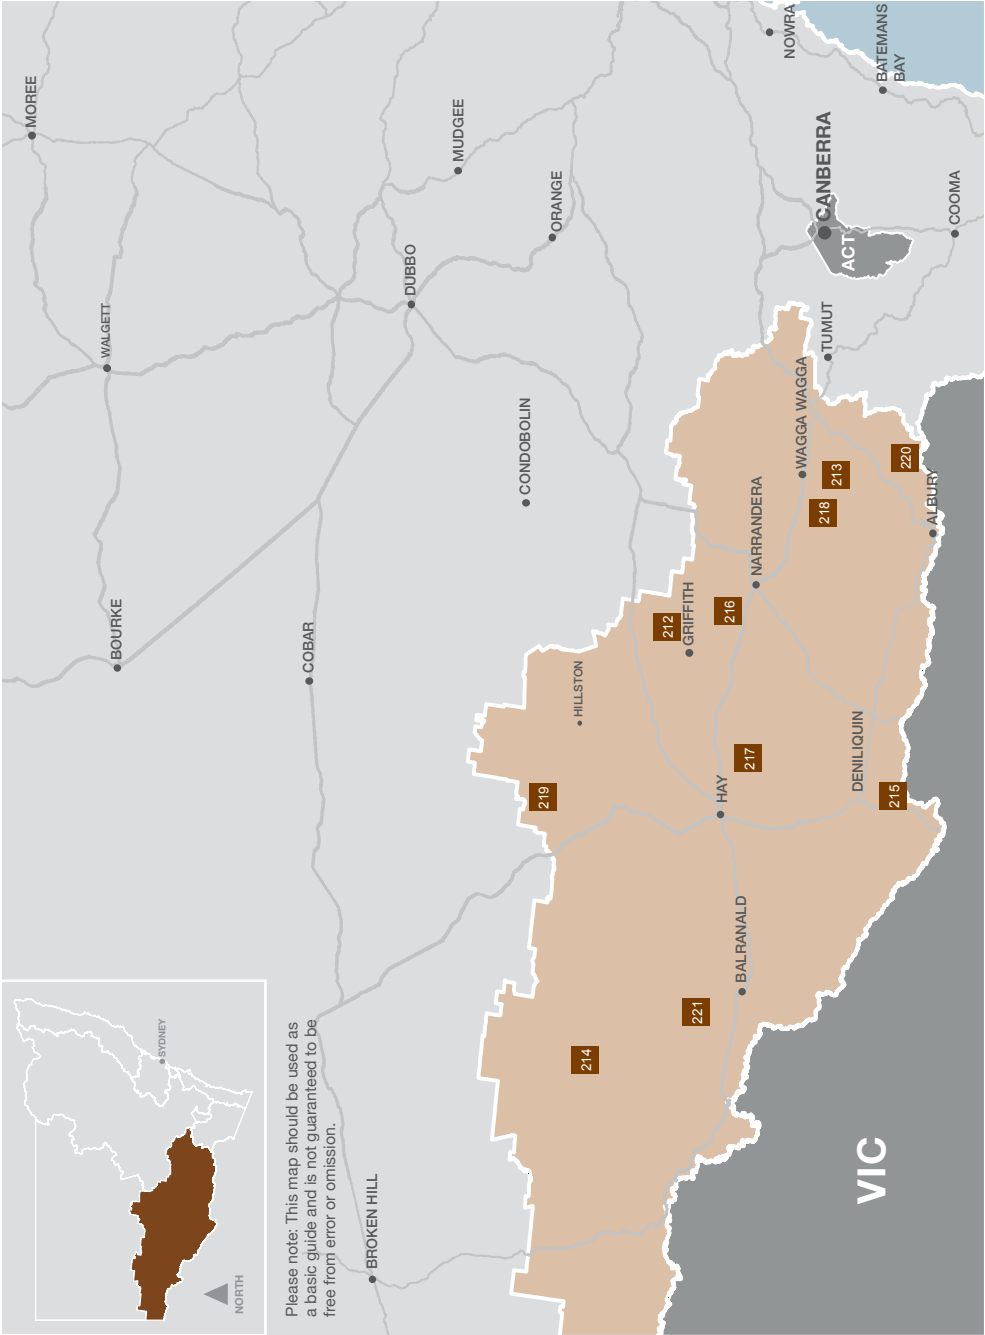 MOREE
WALGETT
BOURKE
MUDGEE
DUBBO
ORANGE
NOWRA
BATEMANS
BAY
CANBERRA
ACT
COOMA
TUMUT
CONDOBOLIN
COBAR
WAGGA WAGGA
NARRANDERA
GRIFFITH
HILLSTON
ALBURY
DENILIQUIN
HAY
BALRANALD
BROKEN HILL
VIC
212
213
214
215
216
217
218
219
220
221
SYDNEY
NORTH
Please note: This map should be used as
a basic guide and is not guaranteed to be
free from error or omission.